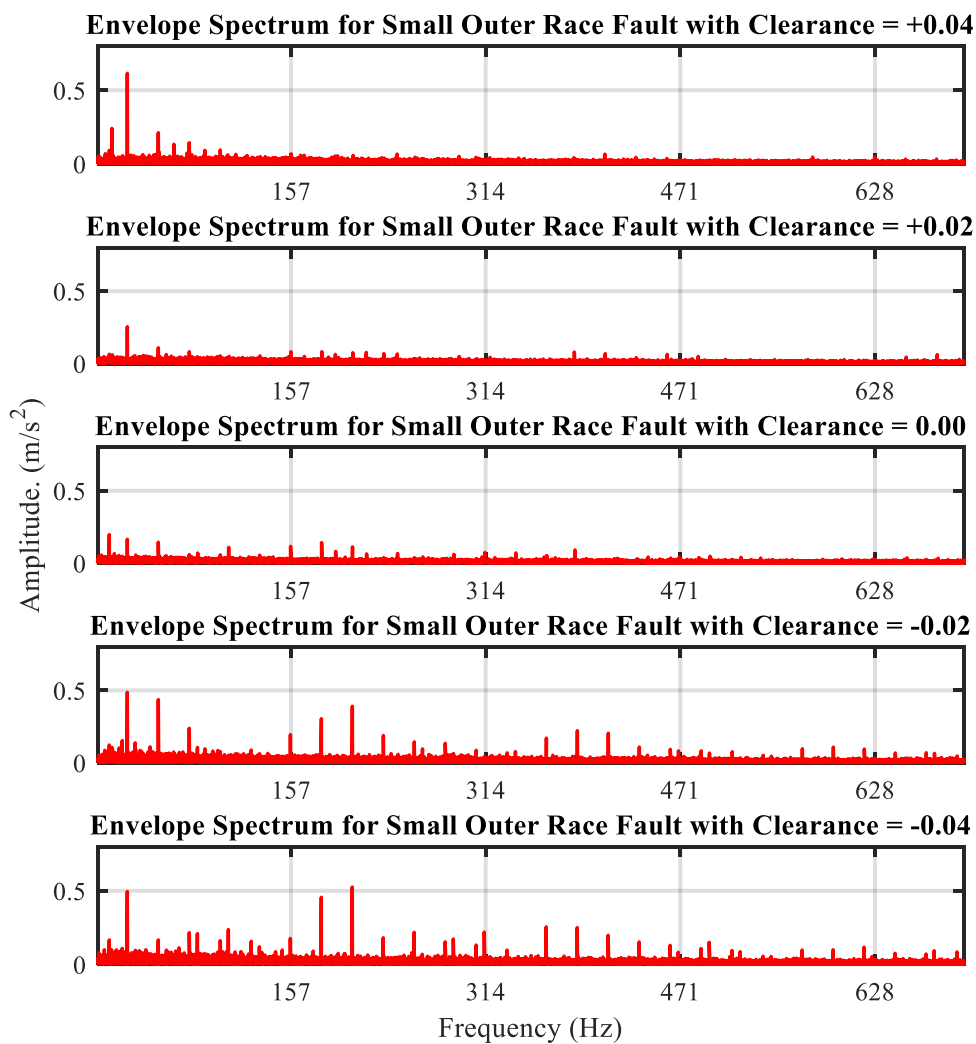 Envelope Spectrum for Small Outer Race Fault with Clearance = +0.04
0.5
0
157 314 471 628
Envelope Spectrum for Small Outer Race Fault with Clearance = +0.02
0.5
0
157 314 471 628
Envelope Spectrum for Small Outer Race Fault with Clearance = 0.00
0.5
0
157 314 471 628
Envelope Spectrum for Small Outer Race Fault with Clearance = -0.02
0.5
0
157 314 471 628
Envelope Spectrum for Small Outer Race Fault with Clearance = -0.04
0.5
0
157 314 471 628
Frequency (Hz)
Amplitude. (m/s²)